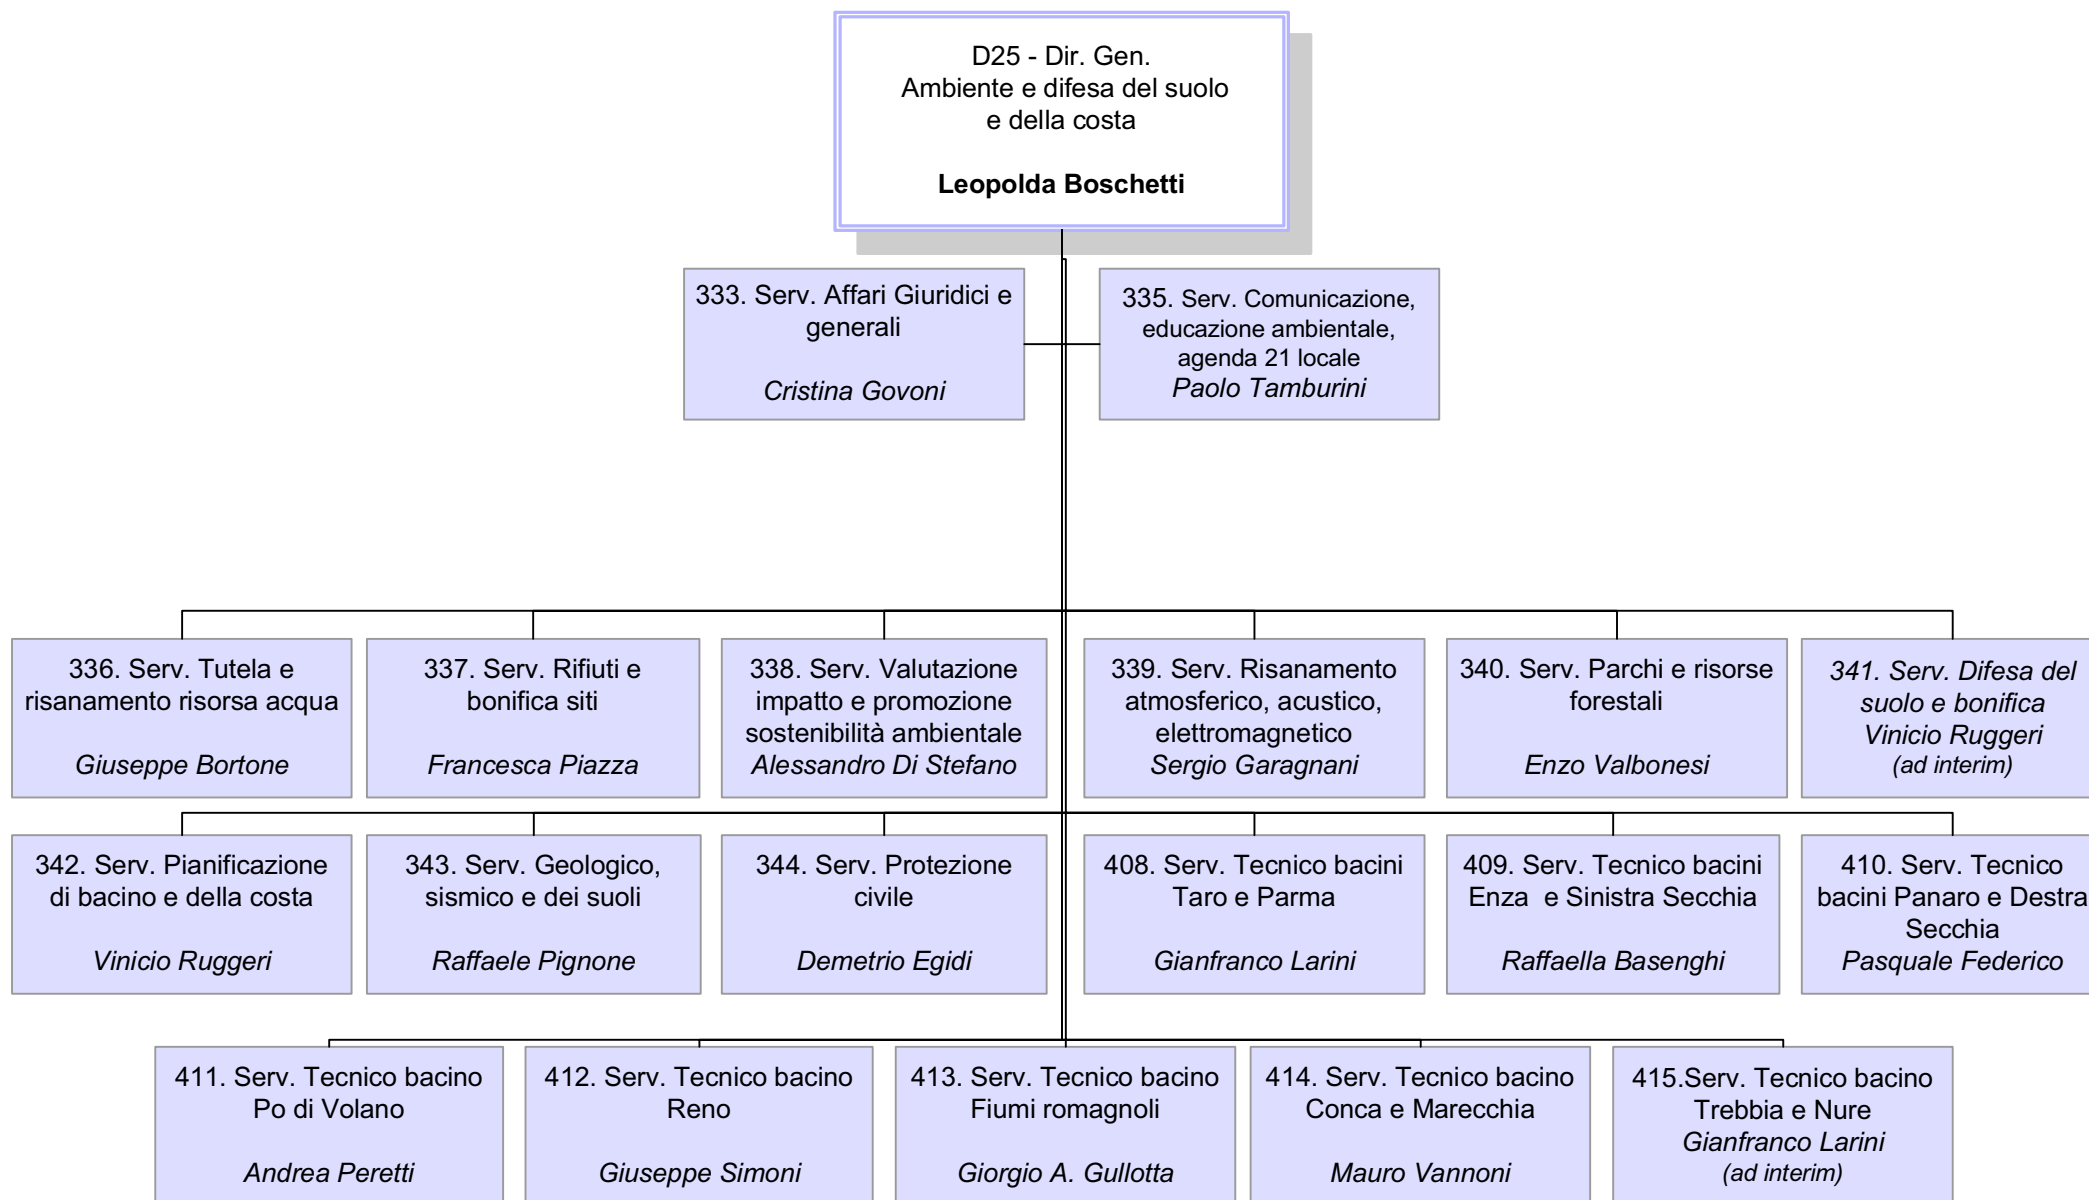 D25 - Dir. Gen.
Ambiente e difesa del suolo
e della costa
Leopolda Boschetti
333. Serv. Affari Giuridici e
generali
Cristina Govoni
335. Serv. Comunicazione,
educazione ambientale,
agenda 21 locale
Paolo Tamburini
336. Serv. Tutela e
risanamento risorsa acqua
Giuseppe Bortone
337. Serv. Rifiuti e
bonifica siti
Francesca Piazza
338. Serv. Valutazione
impatto e promozione
sostenibilità ambientale
Alessandro Di Stefano
339. Serv. Risanamento
atmosferico, acustico,
elettromagnetico
Sergio Garagnani
340. Serv. Parchi e risorse
forestali
Enzo Valbonesi
341. Serv. Difesa del
suolo e bonifica
Vinicio Ruggeri
(ad interim)
342. Serv. Pianificazione
di bacino e della costa
Vinicio Ruggeri
343. Serv. Geologico,
sismico e dei suoli
Raffaele Pignone
344. Serv. Protezione
civile
Demetrio Egidi
408. Serv. Tecnico bacini
Taro e Parma
Gianfranco Larini
409. Serv. Tecnico bacini
Enza  e Sinistra Secchia
Raffaella Basenghi
410. Serv. Tecnico
bacini Panaro e Destra
Secchia
Pasquale Federico
411. Serv. Tecnico bacino
Po di Volano
Andrea Peretti
412. Serv. Tecnico bacino
Reno
Giuseppe Simoni
413. Serv. Tecnico bacino
Fiumi romagnoli
Giorgio A. Gullotta
414. Serv. Tecnico bacino
Conca e Marecchia
Mauro Vannoni
415.Serv. Tecnico bacino
Trebbia e Nure
Gianfranco Larini
(ad interim)